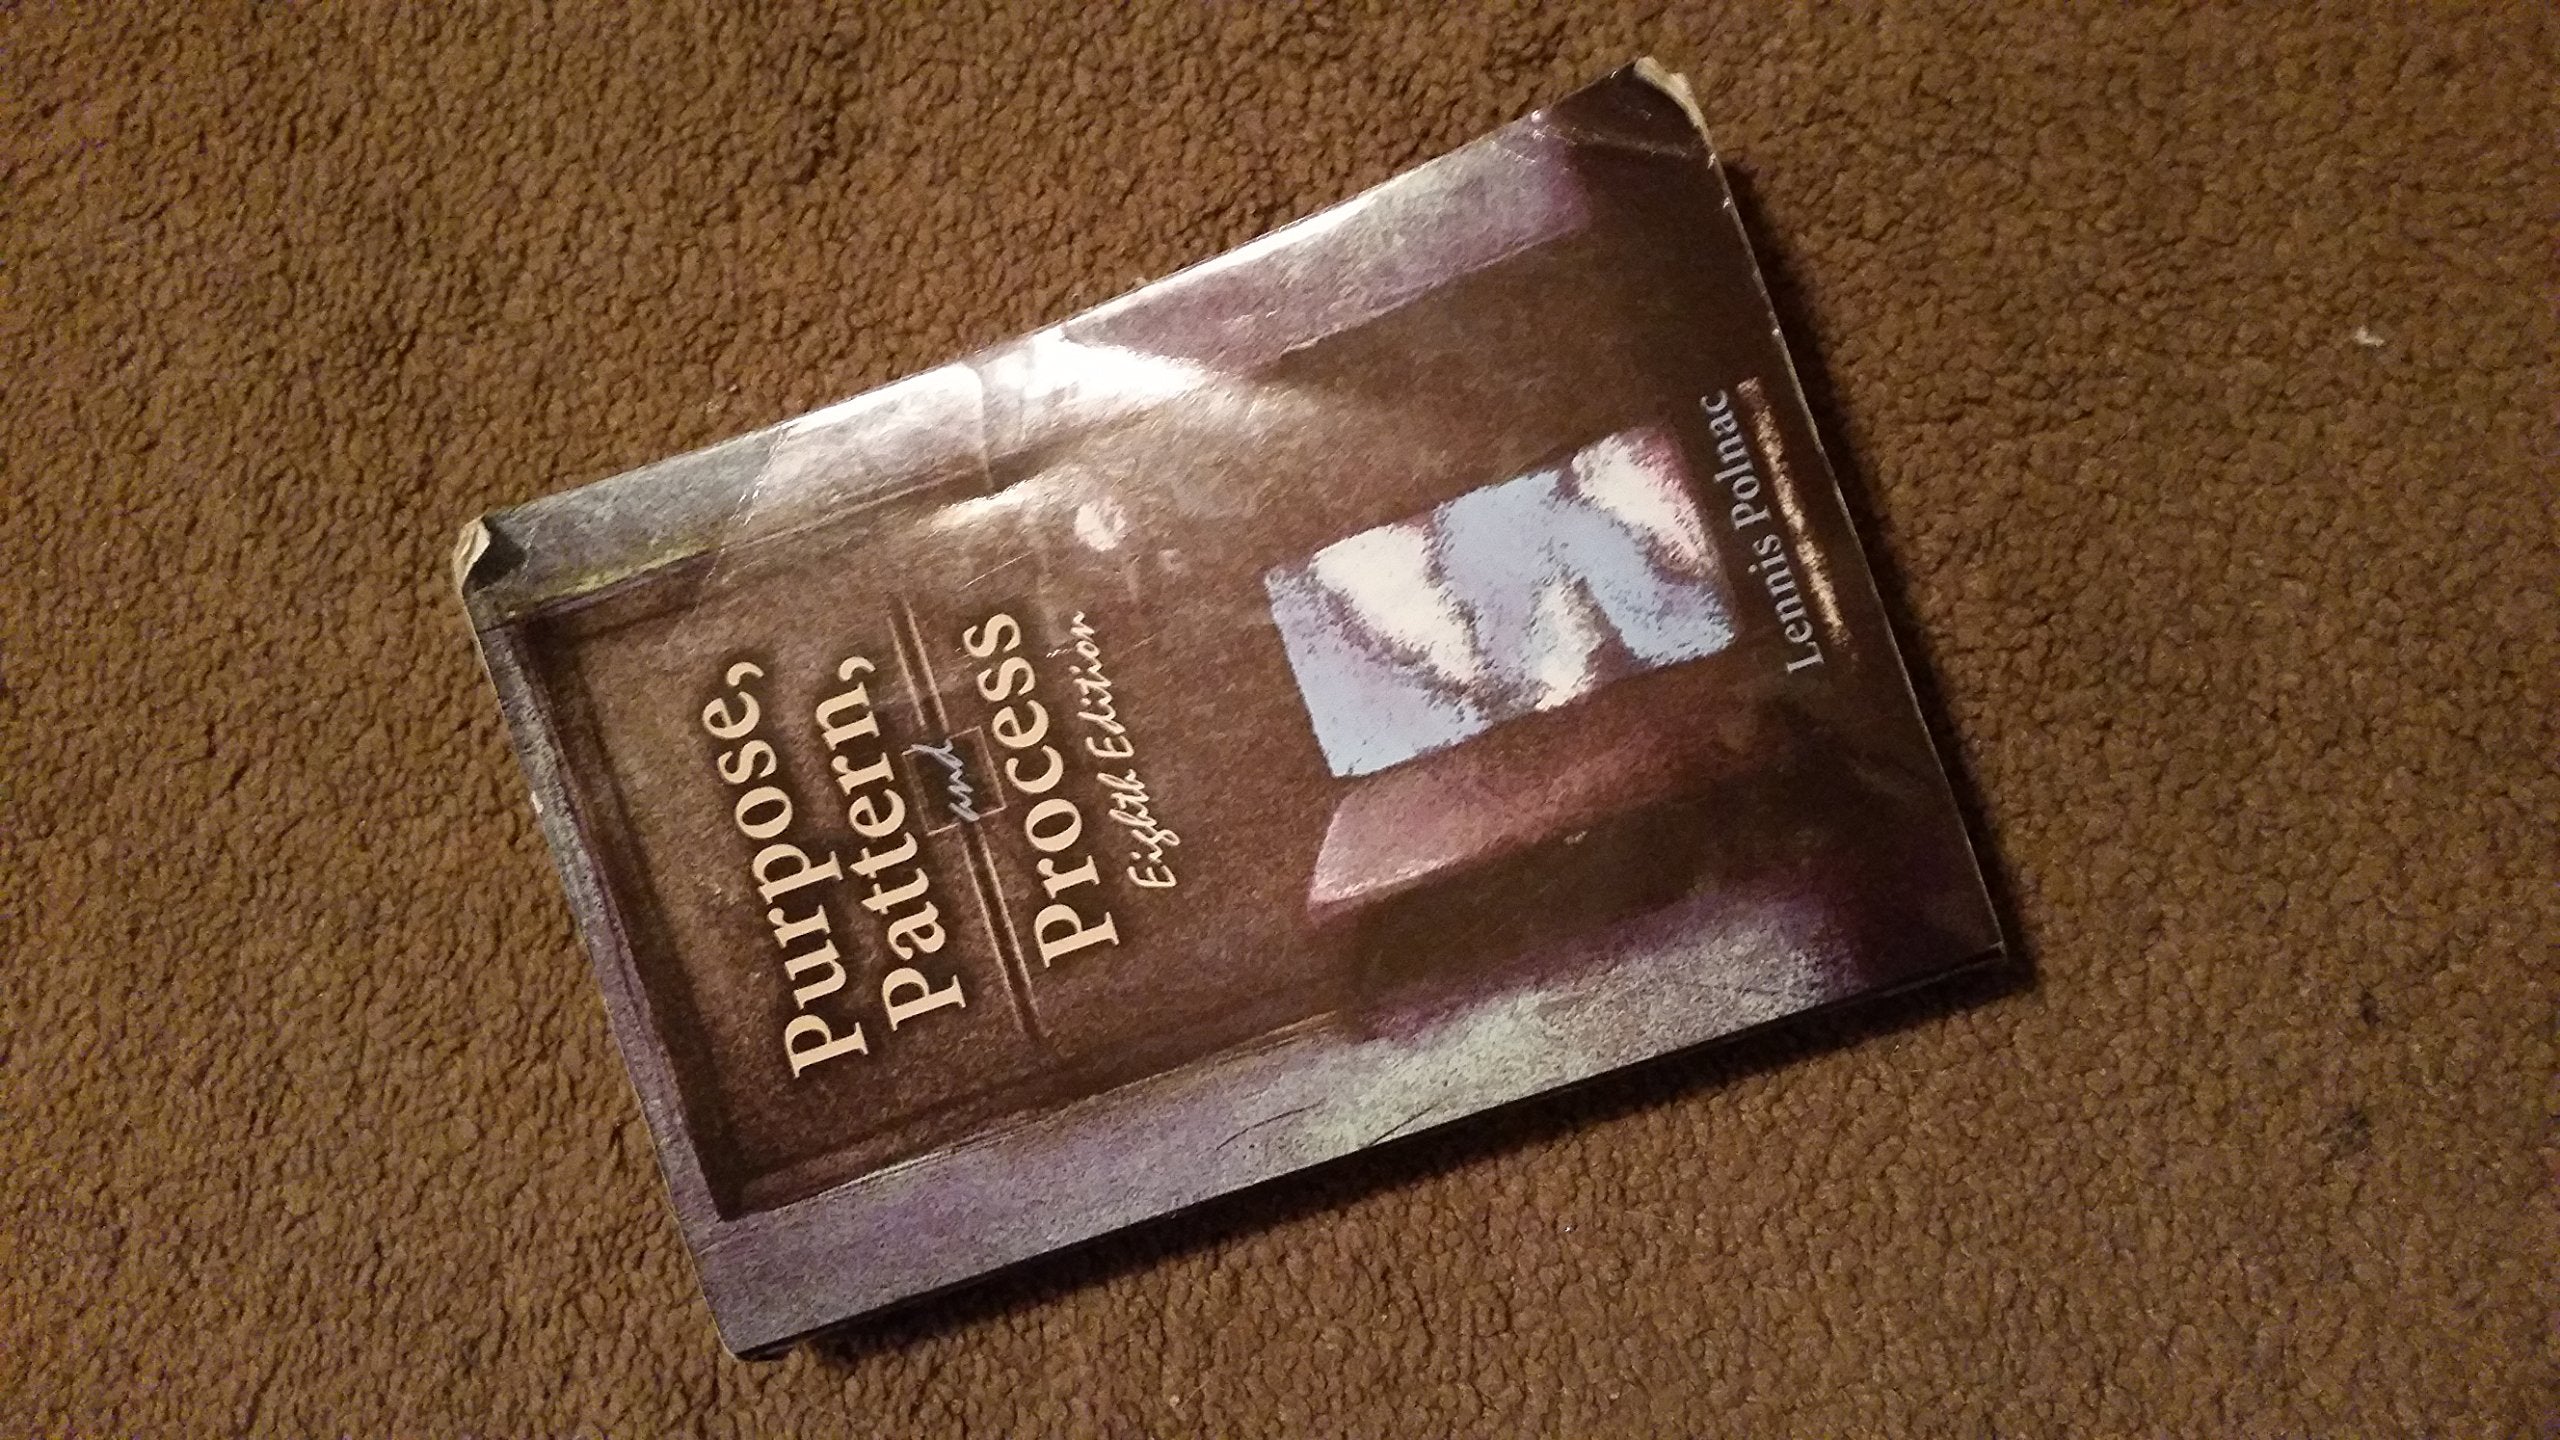 Purpose,
Pattern,
and
Process
Eighth Edition
Lennis Polnac